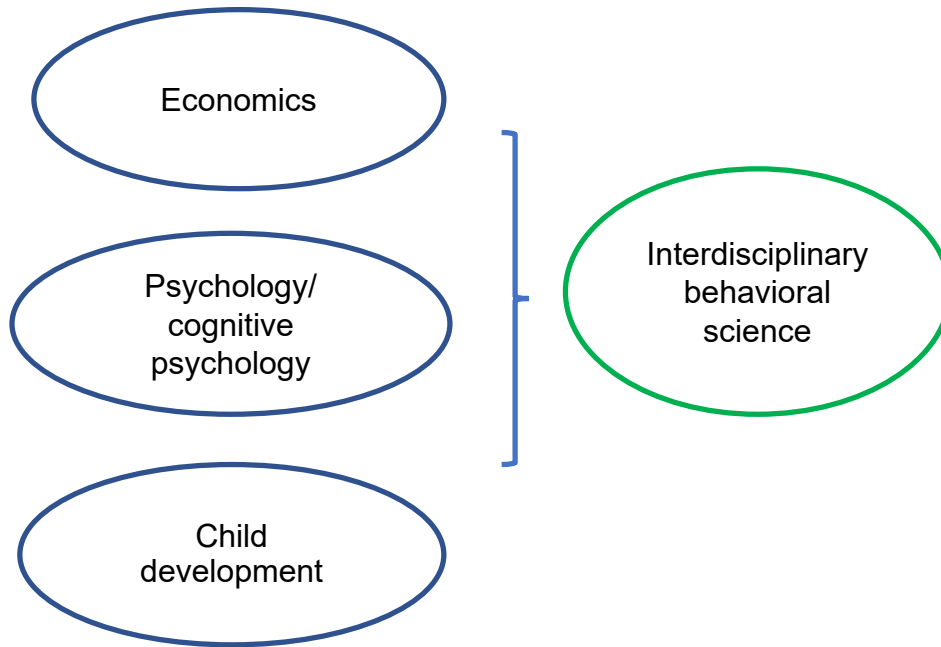 Economics
Psychology/
cognitive
psychology
Child
development
Interdisciplinary
behavioral
science